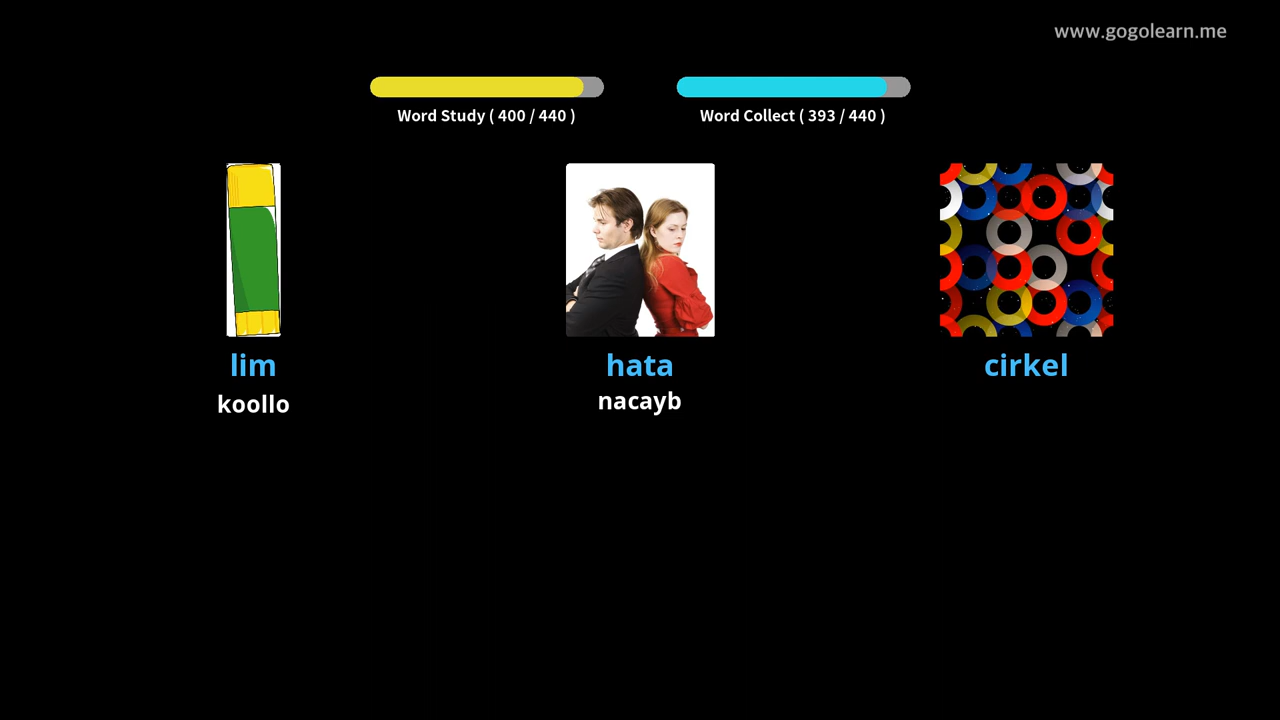 www.gogolearn.me
Word Study ( 400 / 440 )
Word Collect ( 393 / 440 )
lim
hata
cirkel
koollo
nacayb